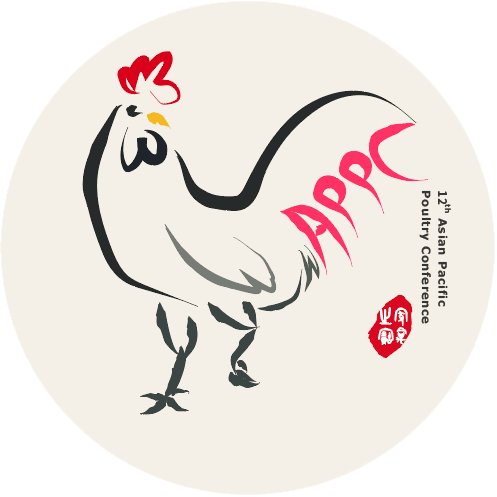 APPC
12th Asian Pacific
Poultry Conference